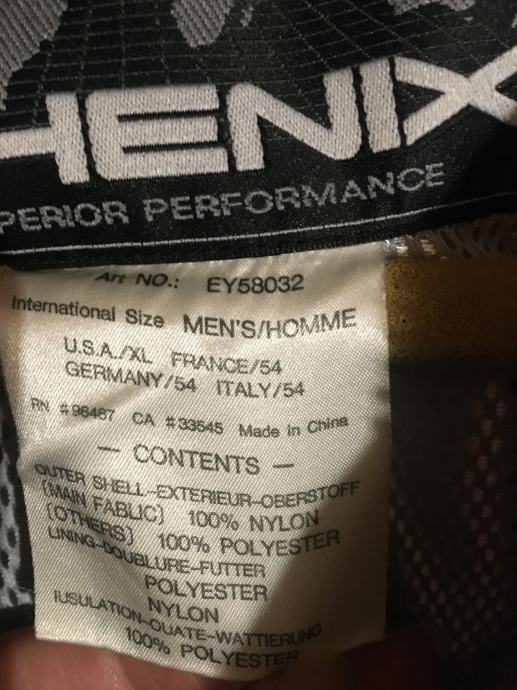 HENIX
PERIOR PERFORMANCE
Art NO.: EY58032
International Size MEN'S/HOMME
U.S.A./XL FRANCE/54
GERMANY/54 ITALY/54
RN #96467 CA #33545 Made in China
— CONTENTS —
OUTER SHELL-EXTERIEUR-OBERSTOFF
(MAIN FABLIC) 100% NYLON
(OTHERS) 100% POLYESTER
LINING-DOUBLURE-FUTTER
POLYESTER
NYLON
IUSULATION-OUATE-WATTIERUNG
100% POLYESTER